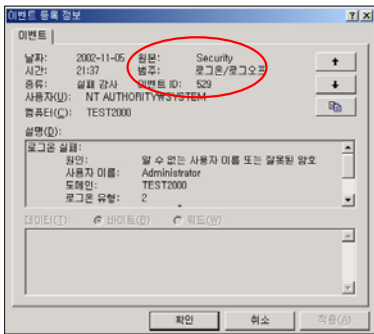 이벤트 등록 정보
이벤트
날짜: 2002-11-05 원본: Security
시간: 21:37 범주: 로그온/로그오프
종류: 실패 감사 이벤트 ID: 529
사용자(U): NT AUTHORITY\SYSTEM
컴퓨터(C): TEST2000
설명(D):
로그온 실패:
원인: 알 수 없는 사용자 이름 또는 잘못된 암호
사용자 이름: Administrator
도메인: TEST2000
로그온 유형: 2
데이터(T): 바이트(B) 워드(W)
확인 취소 적용(A)